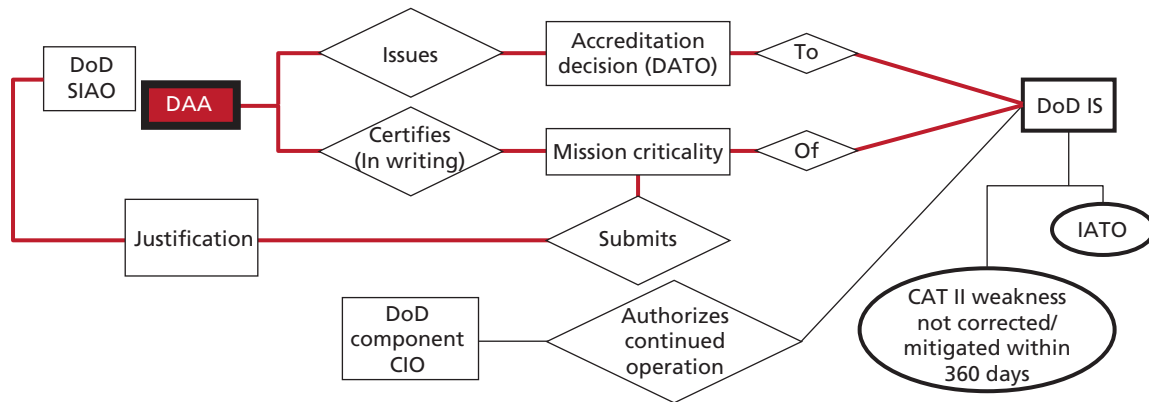 DoD
SIAO
DAA
Issues
Accreditation
decision (DATO)
To
DoD IS
Certifies
(In writing)
Mission criticality
Of
Justification
Submits
IATO
DoD
component
CIO
Authorizes
continued
operation
CAT II weakness
not corrected/
mitigated within
360 days